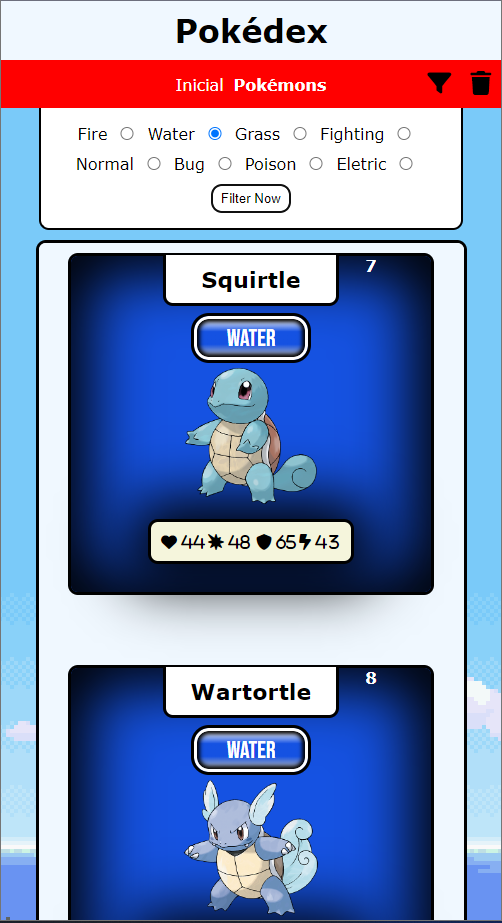 Pokédex
Inicial Pokémons
Fire Water Grass Fighting
Normal Bug Poison Eletric
Filter Now
Squirtle 7
WATER
44 48 65 43
Wartortle 8
WATER